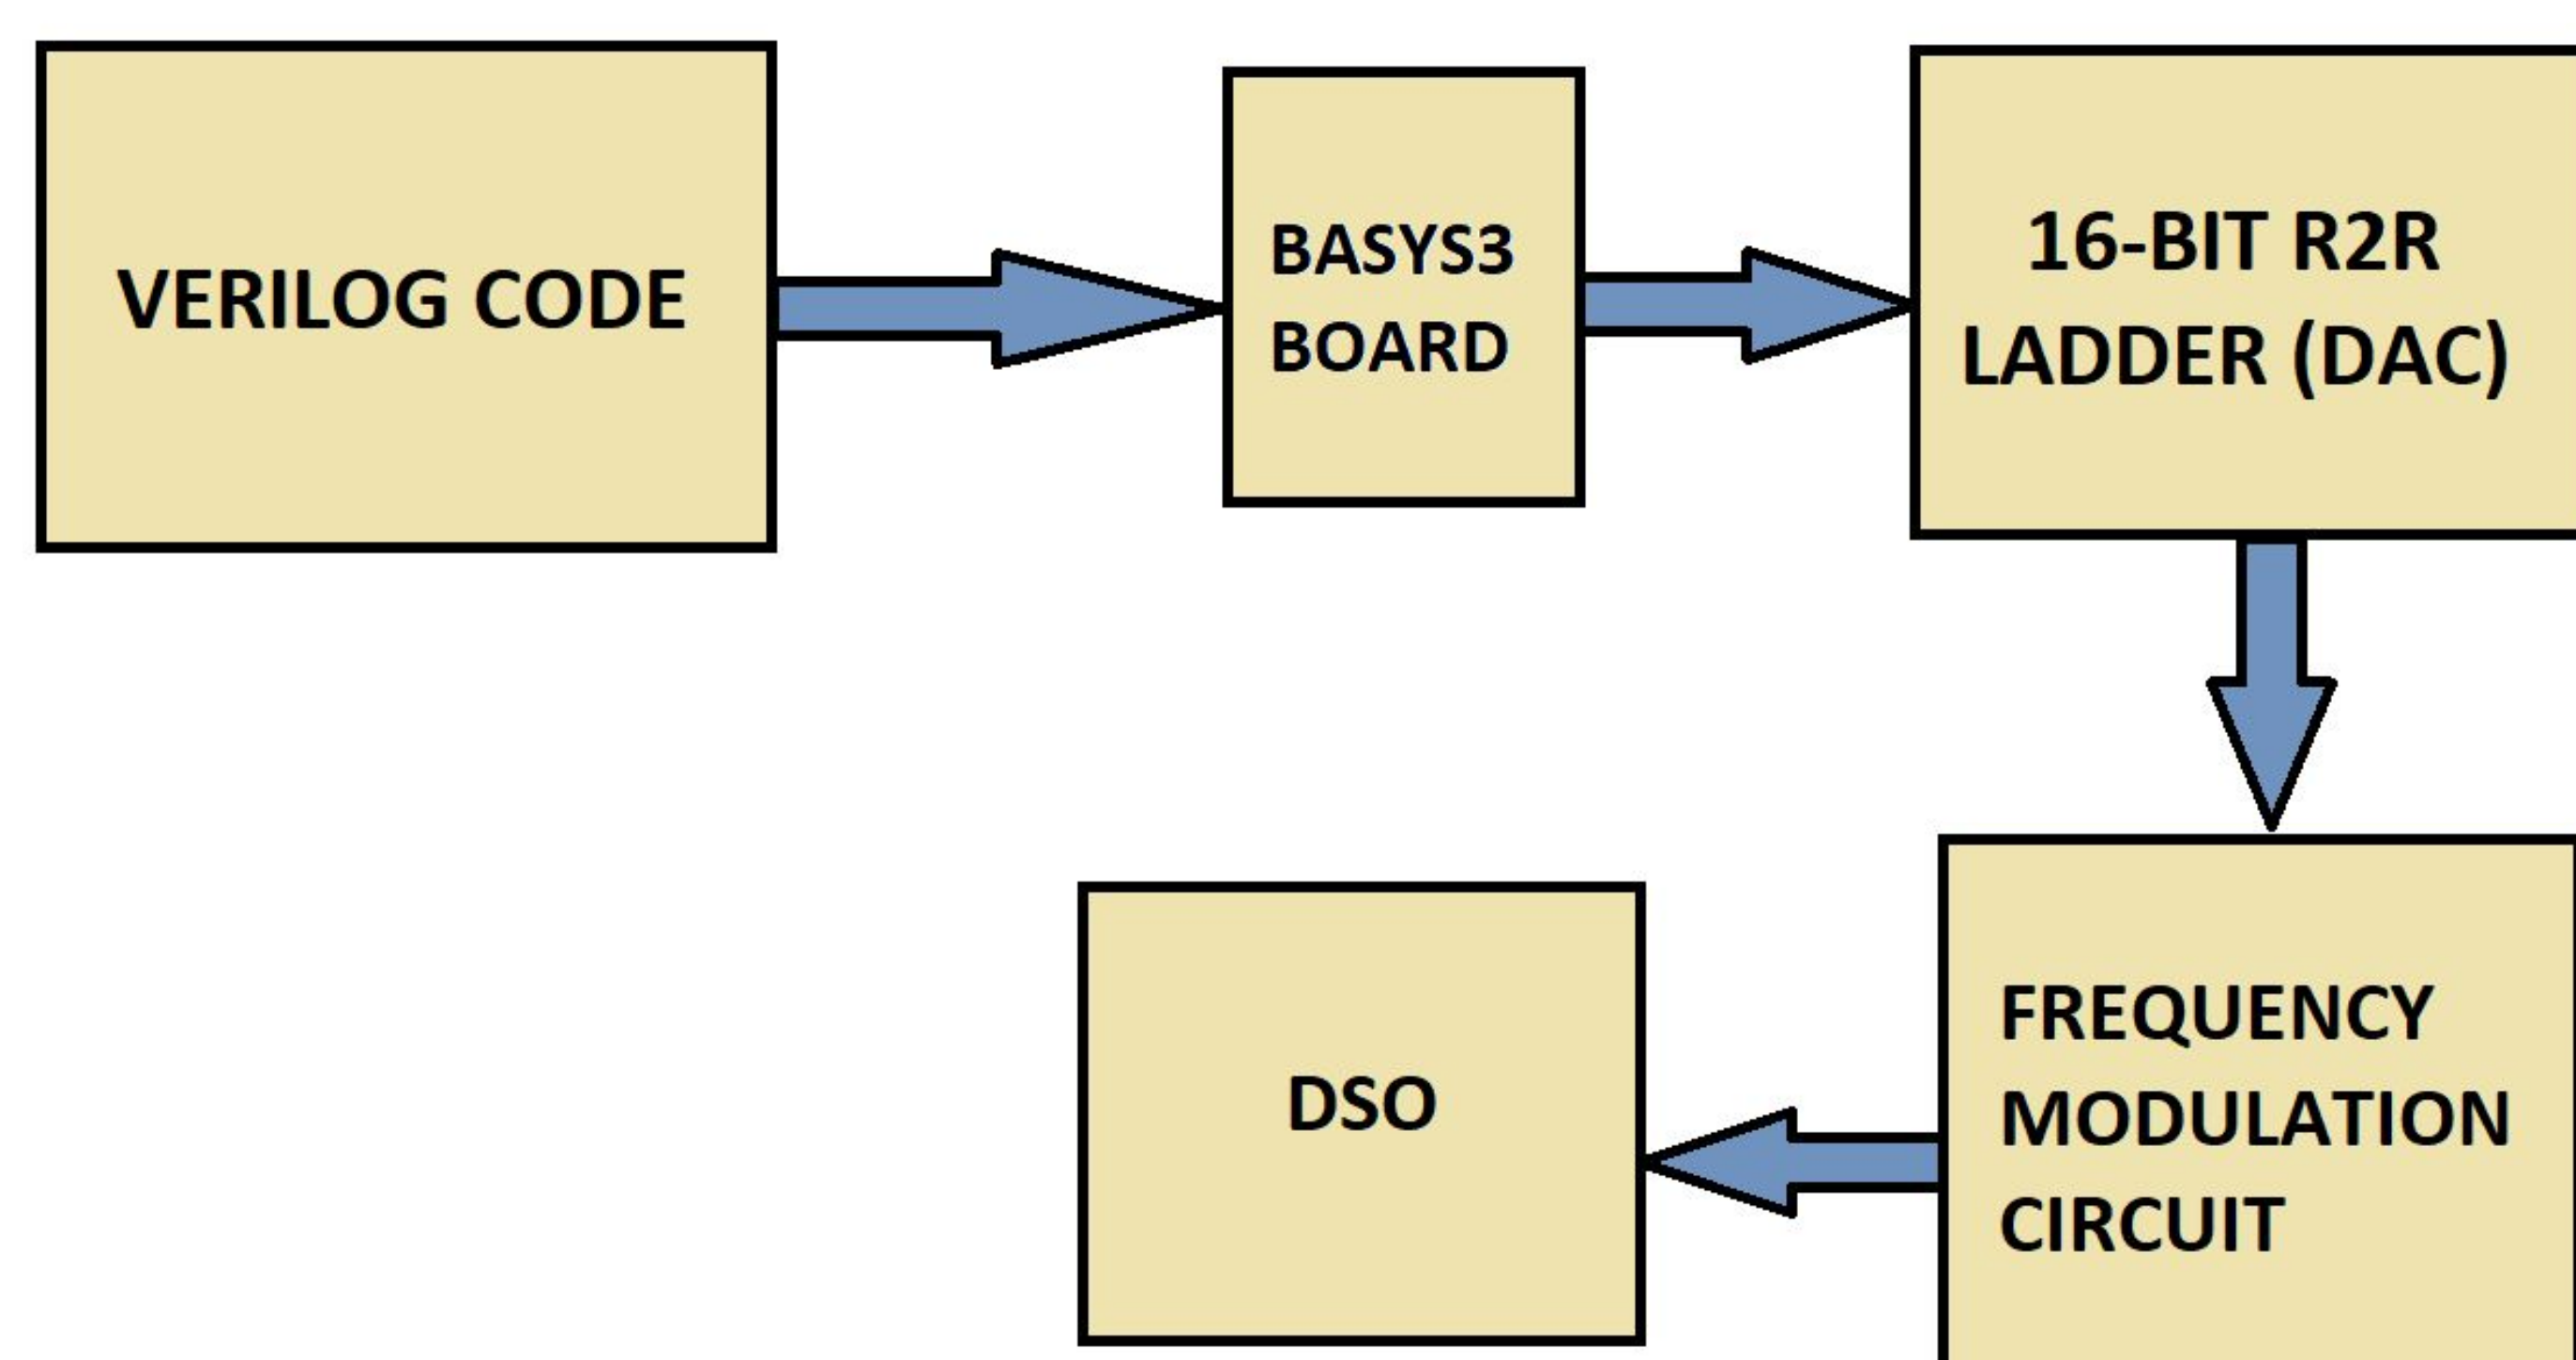 VERILOG CODE
BASYS3
BOARD
16-BIT R2R
LADDER (DAC)
FREQUENCY
MODULATION
CIRCUIT
DSO